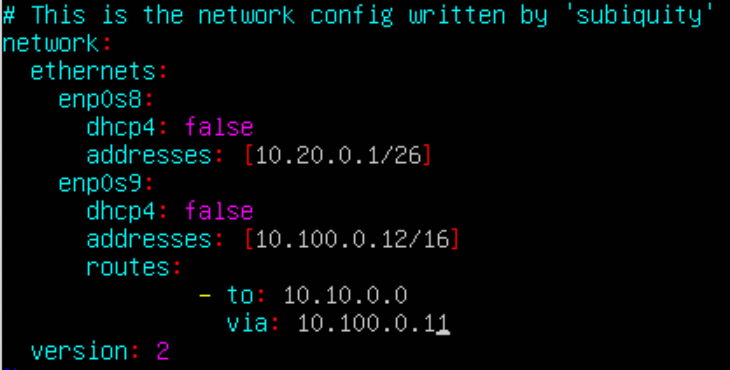 # This is the network config written by 'subiquity'
network:
  ethernets:
    enp0s8:
      dhcp4: false
      addresses: [10.20.0.1/26]
    enp0s9:
      dhcp4: false
      addresses: [10.100.0.12/16]
      routes:
              - to: 10.10.0.0
                via: 10.100.0.11
  version: 2